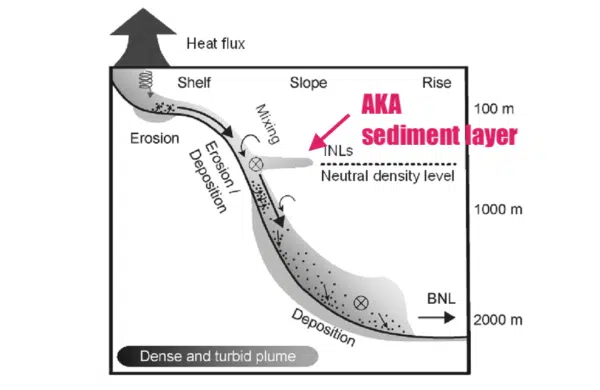 Heat flux
Shelf
Slope
Rise
AKA
sediment layer
100 m
Mixing
Erosion
INLs
Neutral density level
Erosion /
Deposition
1000 m
BNL
2000 m
Deposition
Dense and turbid plume